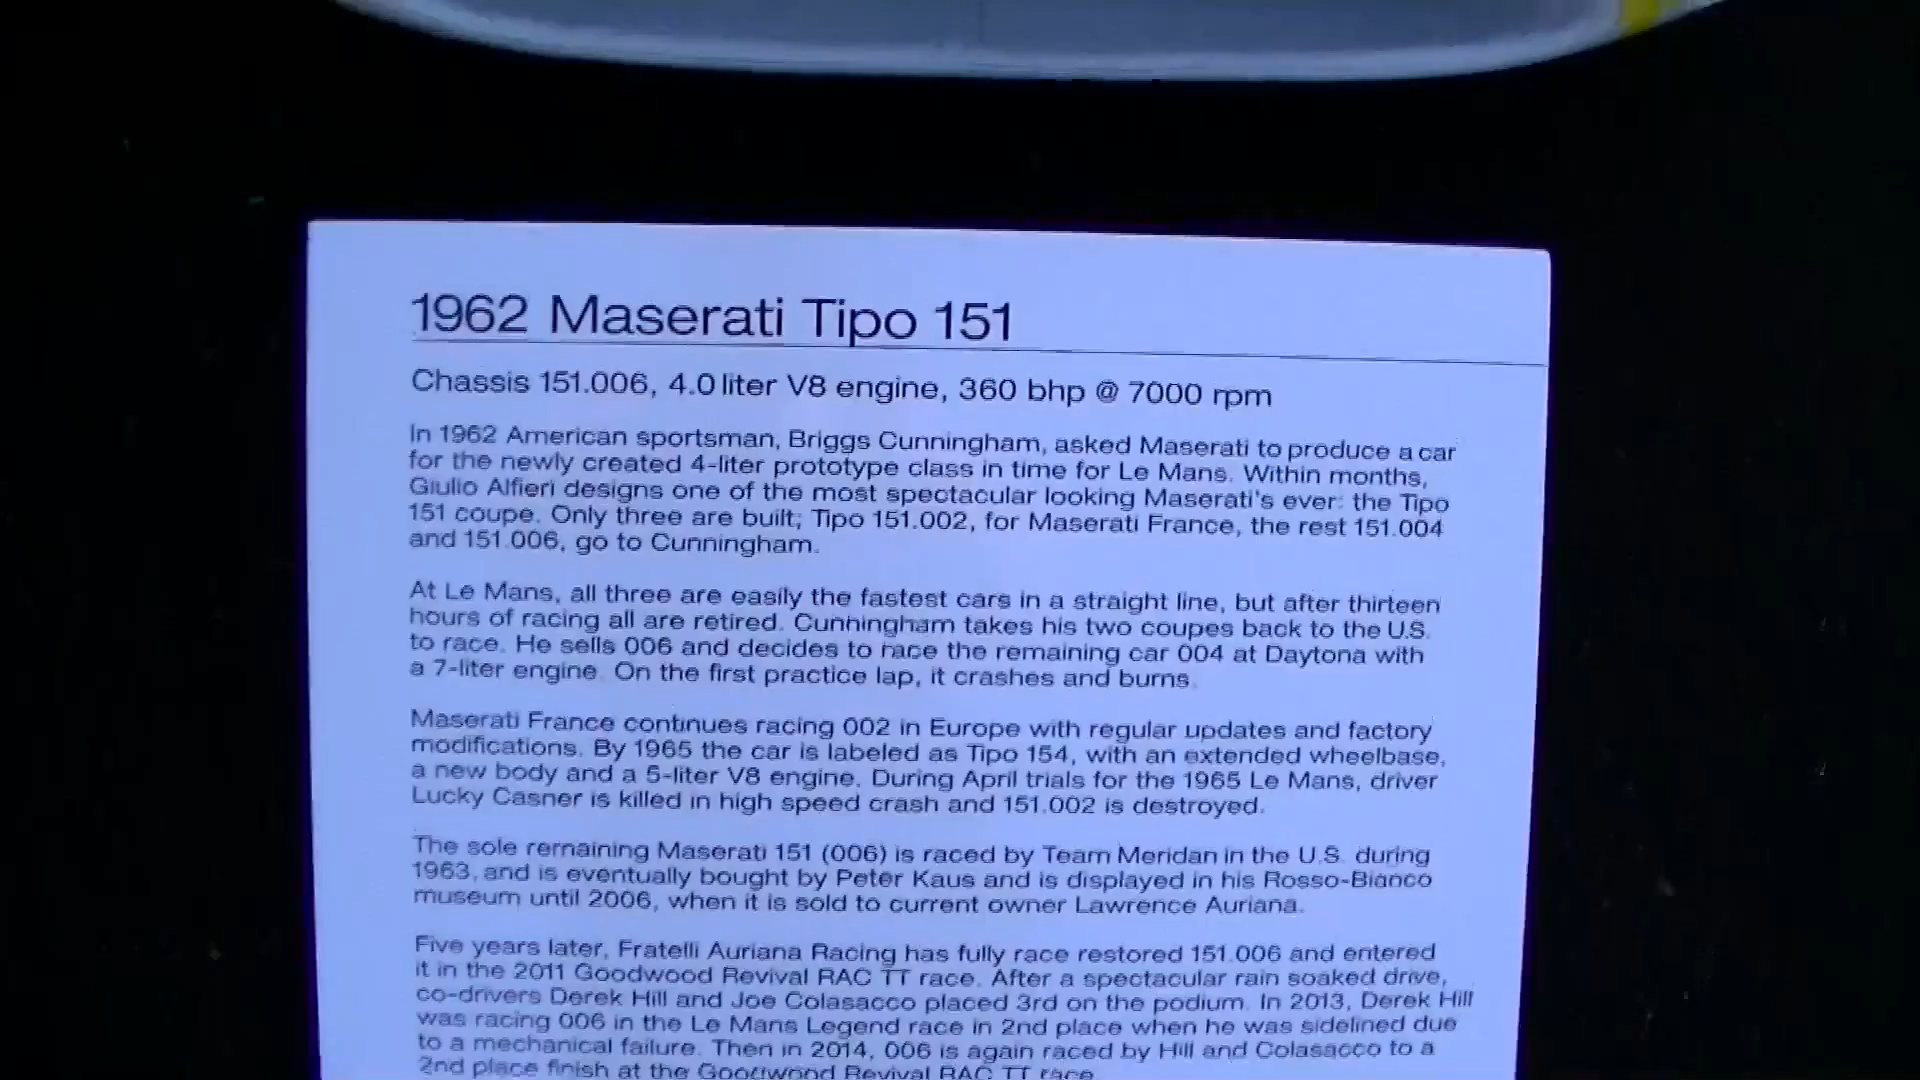 1962 Maserati Tipo 151
Chassis 151.006, 4.0 liter V8 engine, 360 bhp @ 7000 rpm
In 1962 American sportsman, Briggs Cunningham, asked Maserati to produce a car
for the newly created 4-liter prototype class in time for Le Mans. Within months,
Giulio Alfieri designs one of the most spectacular looking Maserati's ever: the Tipo
151 coupe. Only three are built; Tipo 151.002, for Maserati France, the rest 151.004
and 151.006, go to Cunningham.
At Le Mans, all three are easily the fastest cars in a straight line, but after thirteen
hours of racing all are retired. Cunningham takes his two coupes back to the U.S.
to race. He sells 006 and decides to race the remaining car 004 at Daytona with
a 7-liter engine. On the first practice lap, it crashes and burns.
Maserati France continues racing 002 in Europe with regular updates and factory
modifications. By 1965 the car is labeled as Tipo 154, with an extended wheelbase,
a new body and a 5-liter V8 engine. During April trials for the 1965 Le Mans, driver
Lucky Casner is killed in high speed crash and 151.002 is destroyed.
The sole remaining Maserati 151 (006) is raced by Team Meridan in the U.S. during
1963, and is eventually bought by Peter Kaus and is displayed in his Rosso-Bianco
museum until 2006, when it is sold to current owner Lawrence Auriana.
Five years later, Fratelli Auriana Racing has fully race restored 151.006 and entered
it in the 2011 Goodwood Revival RAC TT race. After a spectacular rain soaked drive,
co-drivers Derek Hill and Joe Colasacco placed 3rd on the podium. In 2013, Derek Hill
was racing 006 in the Le Mans Legend race in 2nd place when he was sidelined due
to a mechanical failure. Then in 2014, 006 is again raced by Hill and Colasacco to a
2nd place finish at the Goodwood Revival RAC TT race.